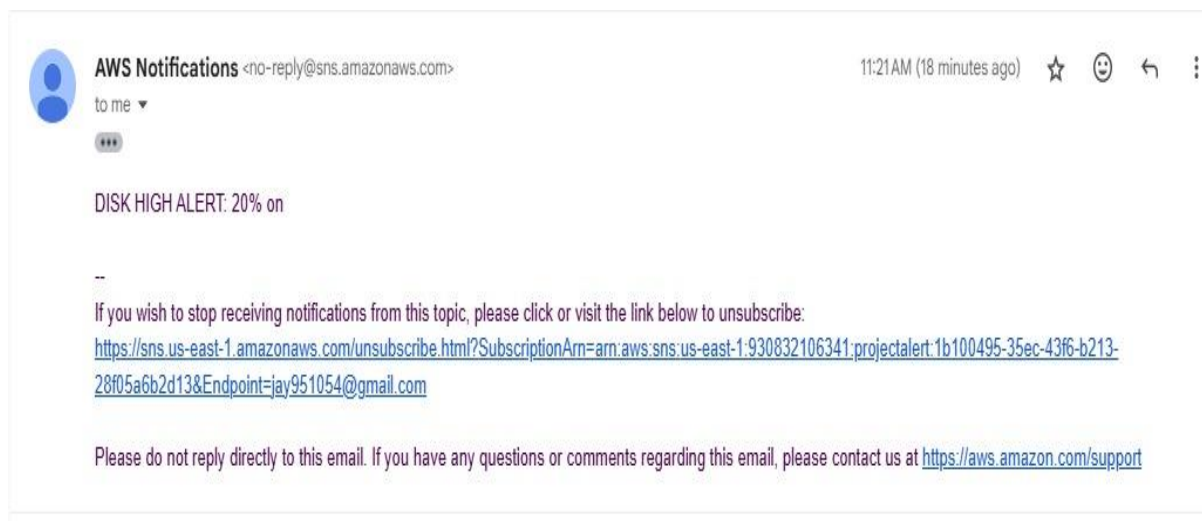 AWS Notifications <no-reply@sns.amazonaws.com> 11:21 AM (18 minutes ago)
to me
DISK HIGH ALERT: 20% on
--
If you wish to stop receiving notifications from this topic, please click or visit the link below to unsubscribe:
https://sns.us-east-1.amazonaws.com/unsubscribe.html?SubscriptionArn=arn:aws:sns:us-east-1:930832106341:projectalert:1b100495-35ec-43f6-b213-
28f05a6b2d13&Endpoint=jay951054@gmail.com
Please do not reply directly to this email. If you have any questions or comments regarding this email, please contact us at https://aws.amazon.com/support